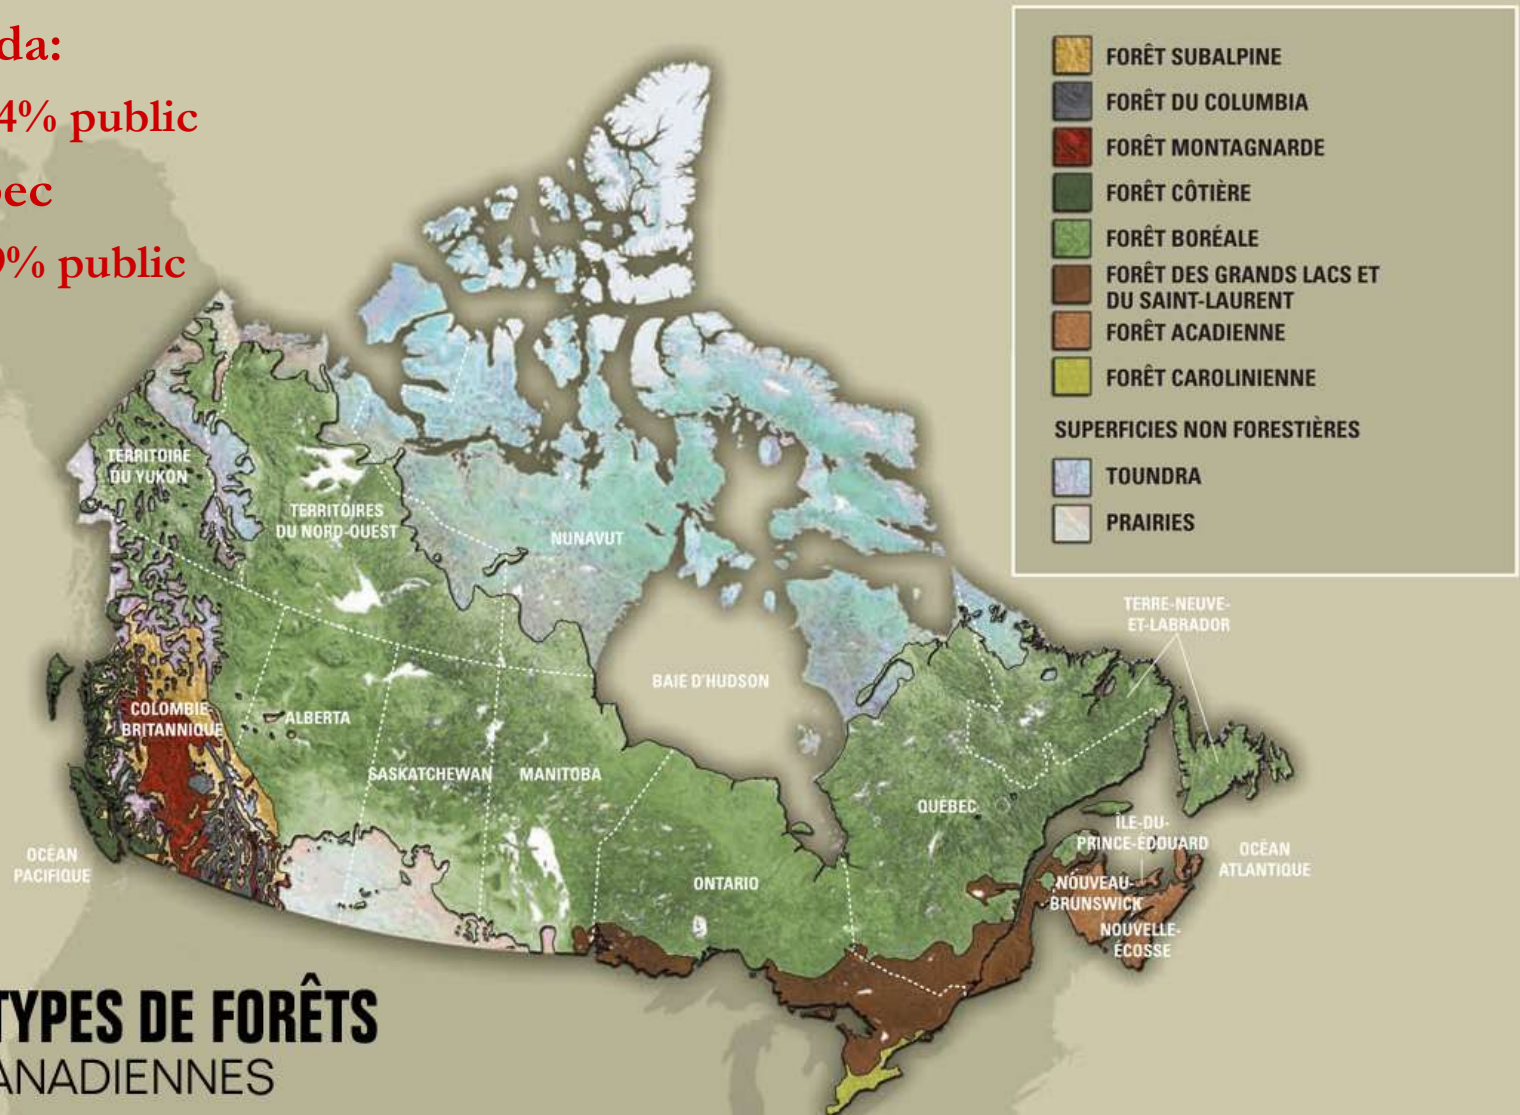 da:
4% public
ec
9% public
FORÊT SUBALPINE
FORÊT DU COLUMBIA
FORÊT MONTAGNARDE
FORÊT CÔTIÈRE
FORÊT BORÉALE
FORÊT DES GRANDS LACS ET
DU SAINT-LAURENT
FORÊT ACADIENNE
FORÊT CAROLINIENNE
SUPERFICIES NON FORESTIÈRES
TOUNDRA
PRAIRIES
TERRITOIRE
DU YUKON
TERRITOIRES
DU NORD-OUEST
NUNAVUT
TERRE-NEUVE-
ET-LABRADOR
BAIE D'HUDSON
COLOMBIE-
BRITANNIQUE
ALBERTA
SASKATCHEWAN
MANITOBA
QUÉBEC
ÎLE-DU-
PRINCE-ÉDOUARD
OCÉAN
PACIFIQUE
OCÉAN
ATLANTIQUE
ONTARIO
NOUVEAU-
BRUNSWICK
NOUVELLE-
ÉCOSSE
TYPES DE FORÊTS
ANADIENNES